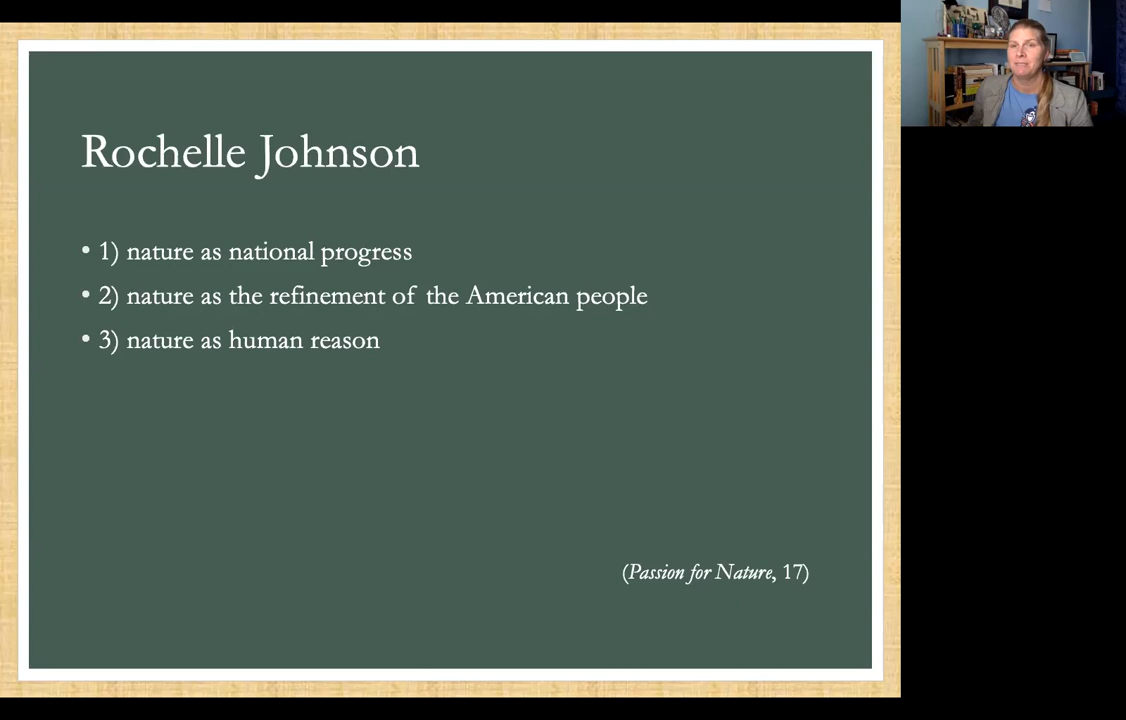 Rochelle Johnson
• 1) nature as national progress
• 2) nature as the refinement of the American people
• 3) nature as human reason
(Passion for Nature, 17)